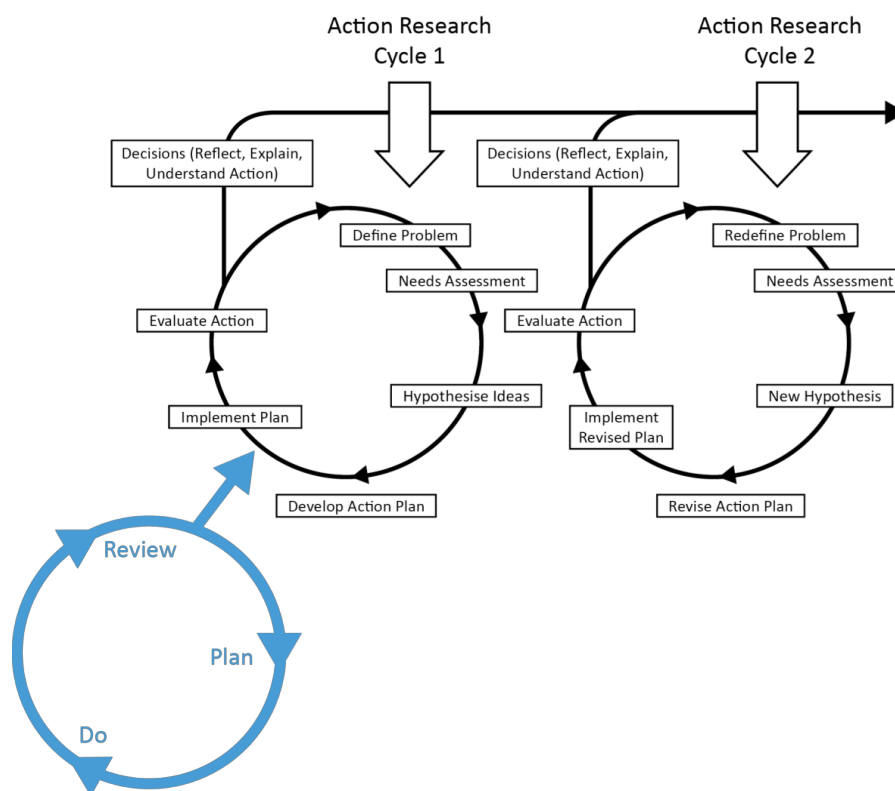 Action Research
Cycle 1
Action Research
Cycle 2
Decisions (Reflect, Explain,
Understand Action)
Decisions (Reflect, Explain,
Understand Action)
Define Problem
Needs Assessment
Evaluate Action
Hypothesise Ideas
Implement Plan
Develop Action Plan
Redefine Problem
Needs Assessment
Evaluate Action
New Hypothesis
Implement
Revised Plan
Revise Action Plan
Review
Plan
Do